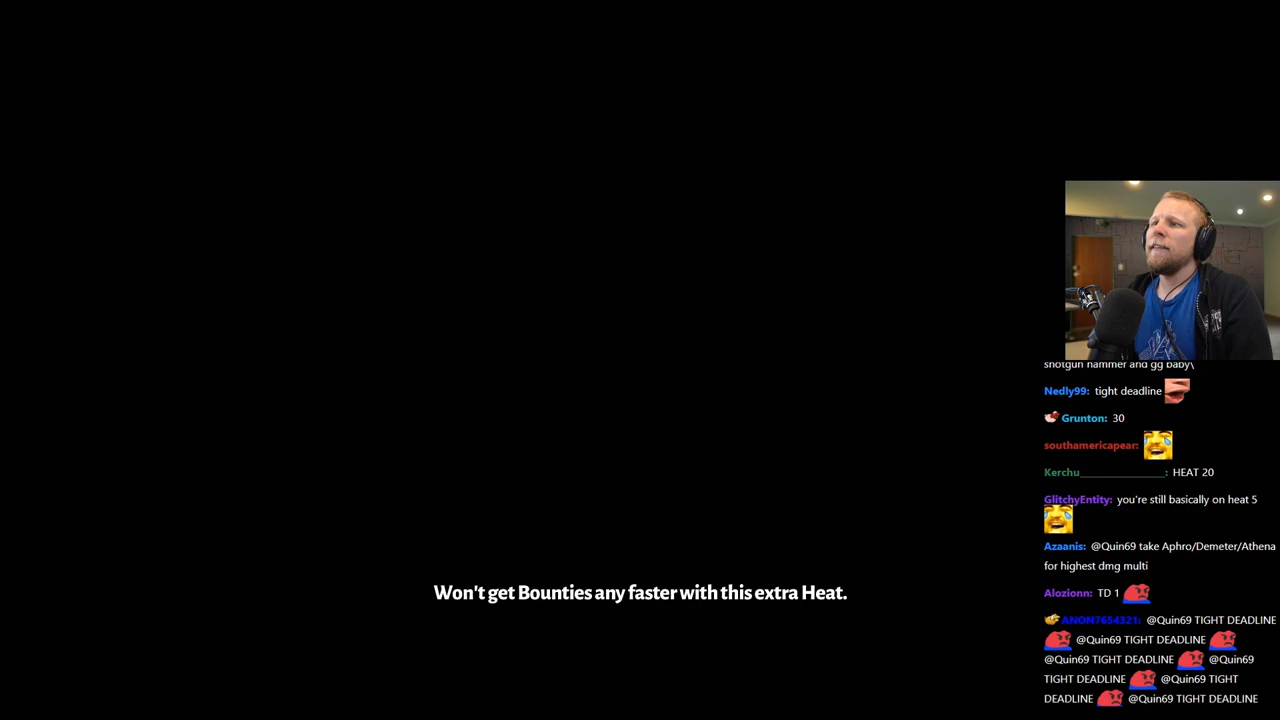 shotgun hammer and gg baby\
Nedly99: tight deadline
Grunton: 30
southamericapear:
Kerchu__________________: HEAT 20
GlitchyEntity: you're still basically on heat 5
Azaanis: @Quin69 take Aphro/Demeter/Athena
for highest dmg multi
Won't get Bounties any faster with this extra Heat.
Alozionn: TD 1
ANON7654321: @Quin69 TIGHT DEADLINE
@Quin69 TIGHT DEADLINE
@Quin69 TIGHT DEADLINE @Quin69
TIGHT DEADLINE @Quin69 TIGHT
DEADLINE @Quin69 TIGHT DEADLINE